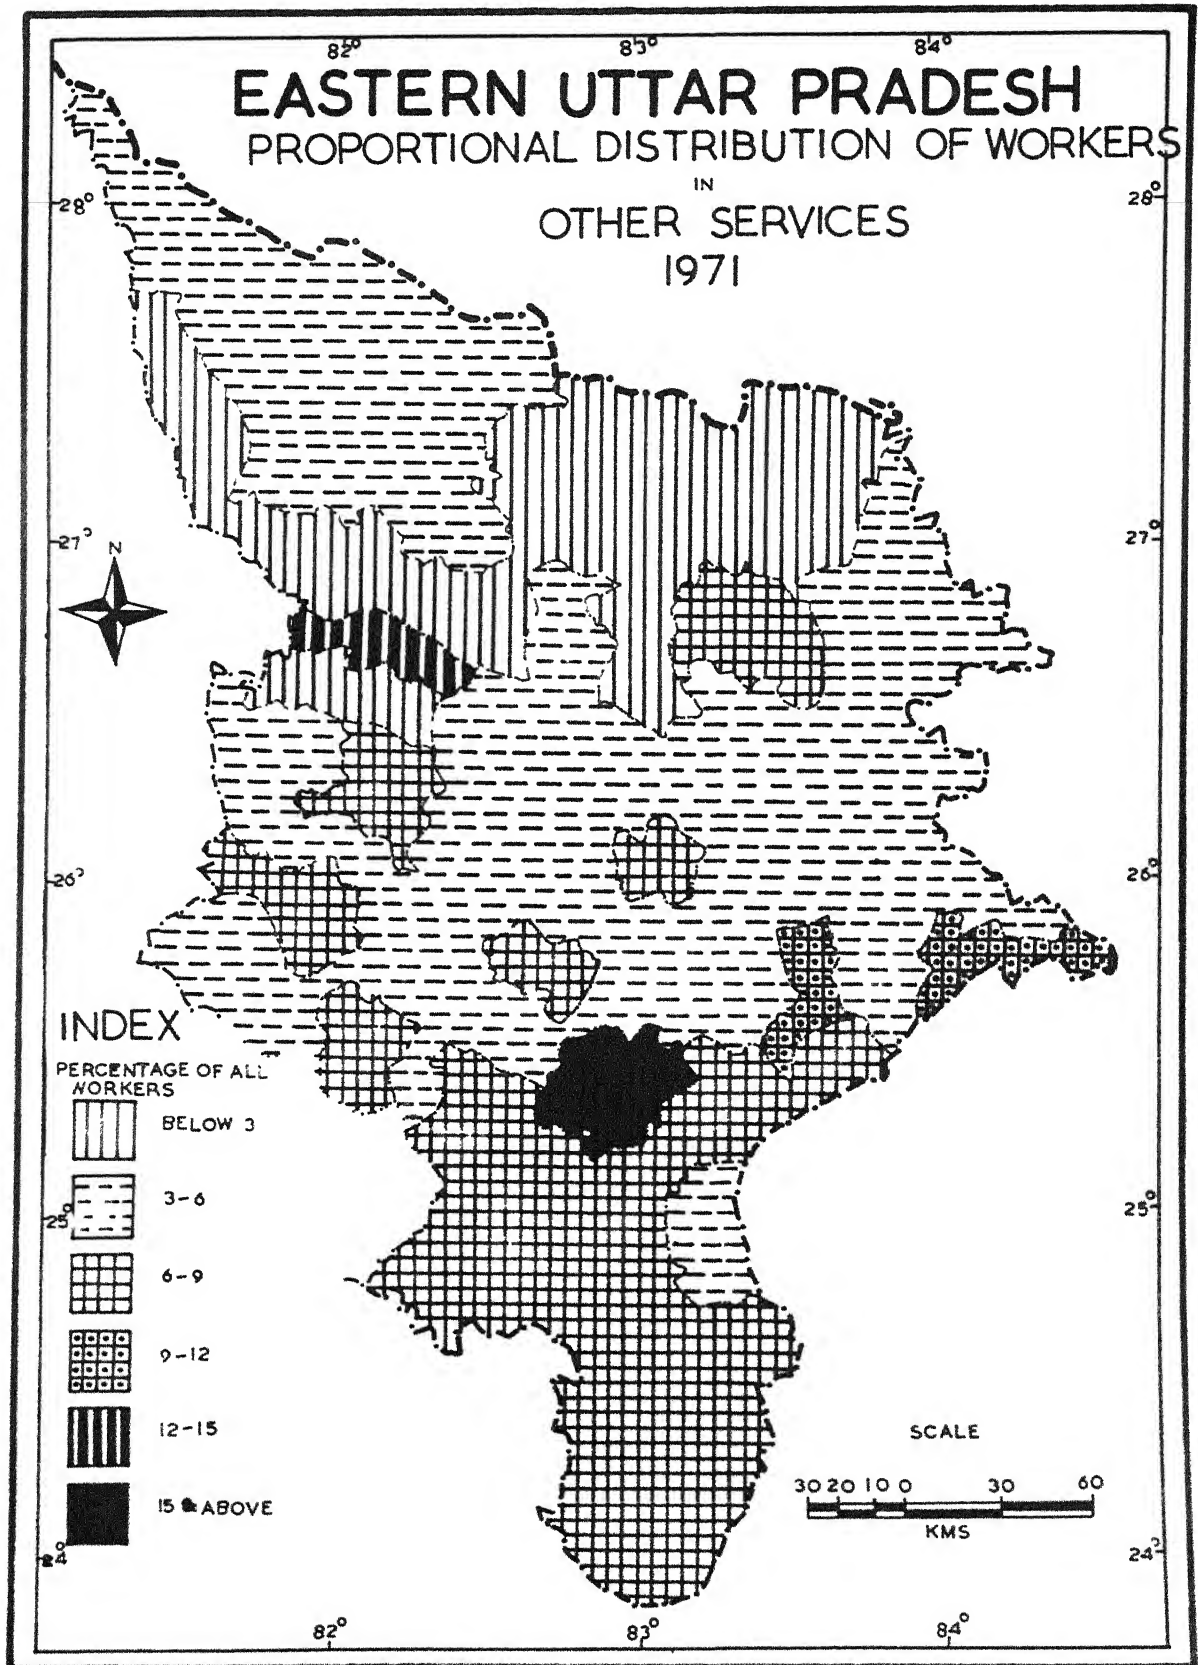 82° 83° 84°
EASTERN UTTAR PRADESH
PROPORTIONAL DISTRIBUTION OF WORKERS
IN
OTHER SERVICES
1971
28° 28°
27° 27°
N
26° 26°
INDEX
PERCENTAGE OF ALL
WORKERS
BELOW 3
3-6
25° 25°
6-9
9-12
12-15
SCALE
30 20 10 0 30 60
KMS
15 & ABOVE
24° 24°
82° 83° 84°